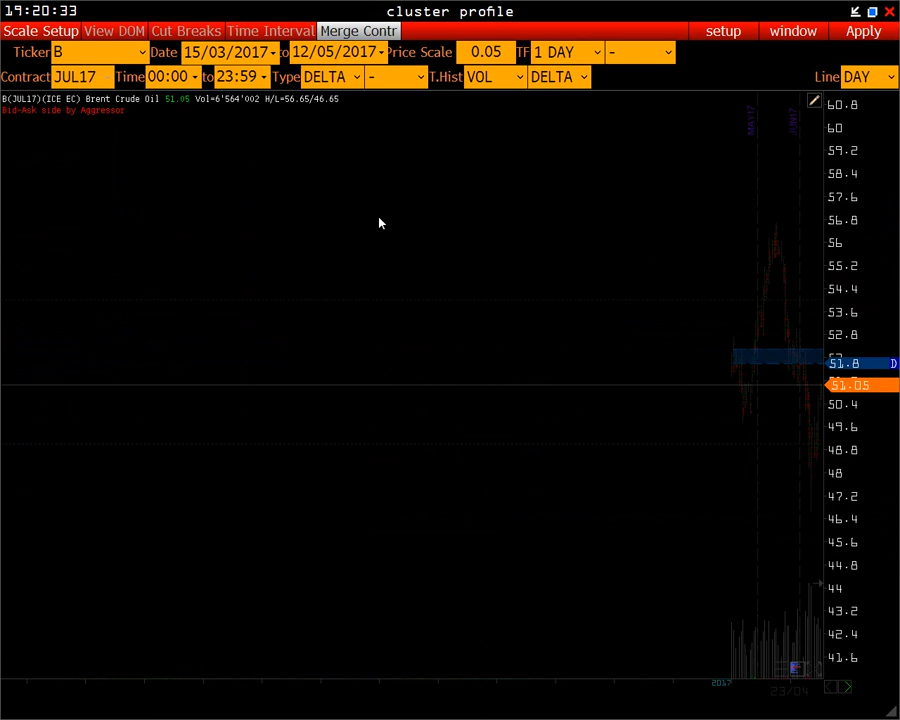 19:20:33 cluster profile
Scale Setup View DOM Cut Breaks Time Interval Merge Contr setup window Apply
Ticker B Date 15/03/2017 to 12/05/2017 Price Scale 0.05 TF 1 DAY -
Contract JUL17 Time 00:00 to 23:59 Type DELTA - T.Hist VOL DELTA Line DAY
B(JUL17)(ICE EC) Brent Crude Oil 51.05 Vol=6'564'002 H/L=56.65/46.65
Bid-Ask side by Aggressor
MAY17
JUN17
60.8
60
59.2
58.4
57.6
56.8
56
55.2
54.4
53.6
52.8
51.8 D
51.05
50.4
49.6
48.8
48
47.2
46.4
45.6
44.8
44
43.2
42.4
41.6
2017
23/04